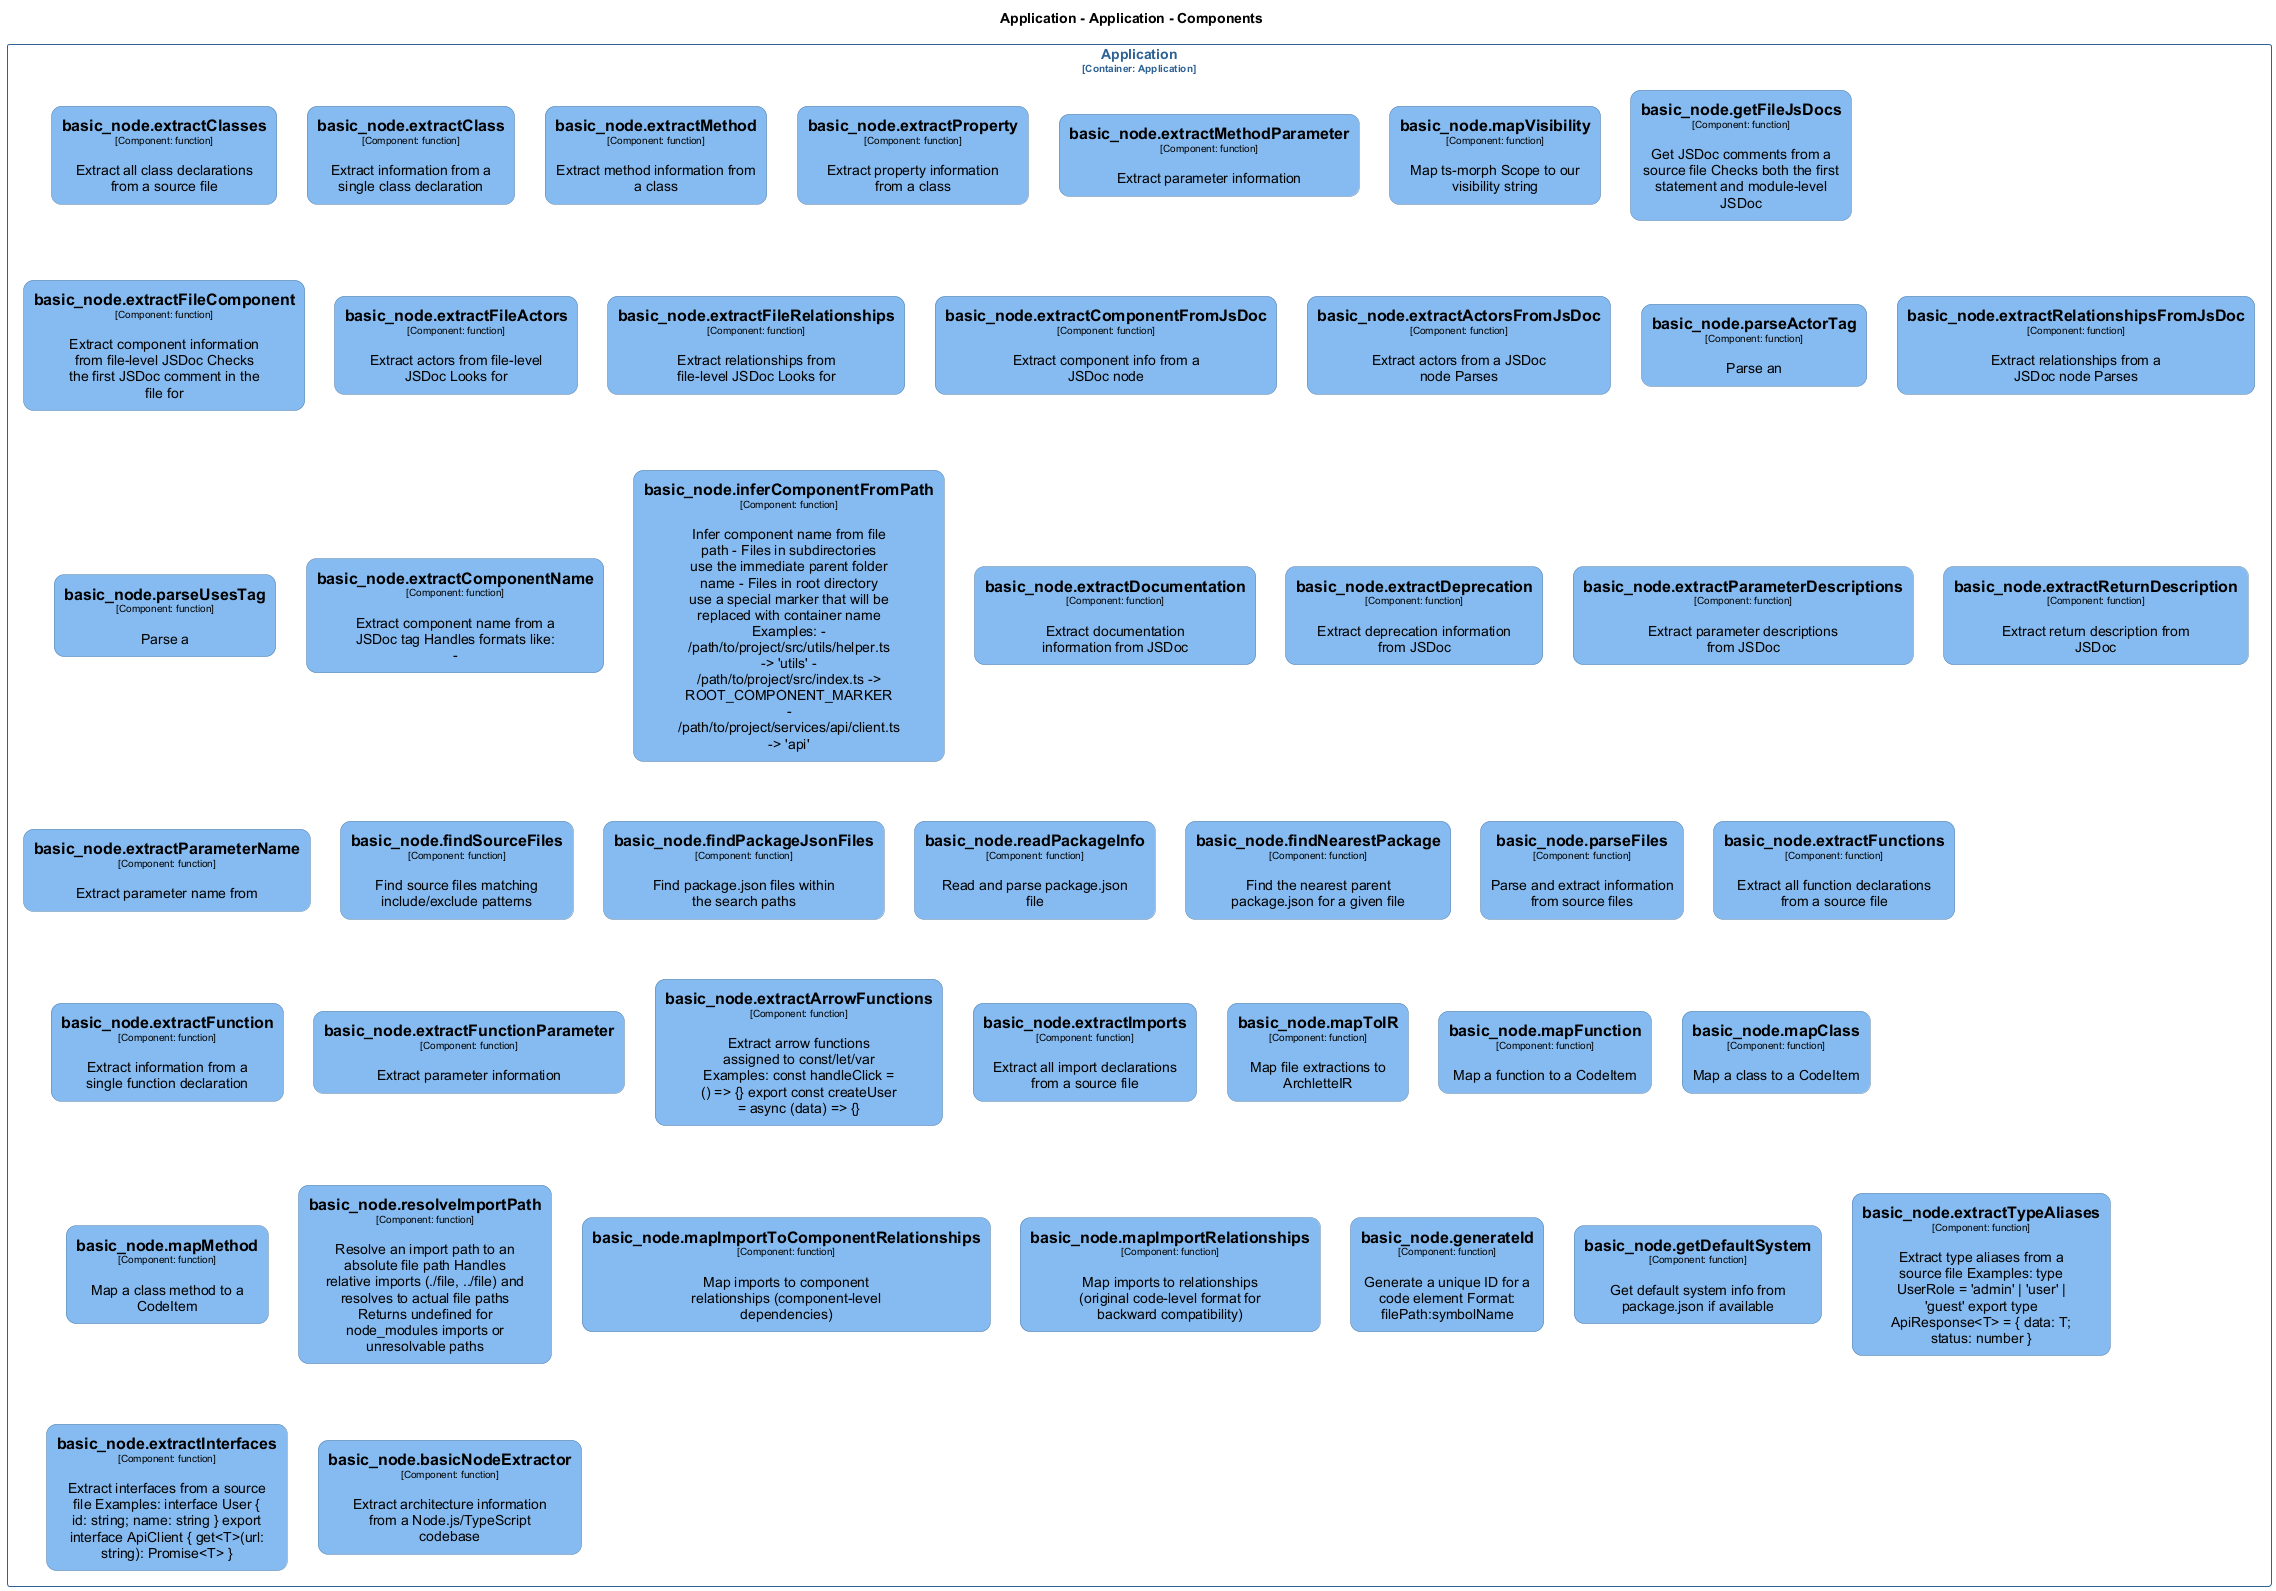 Application - Application - Components
Application
[Container: Application]
basic_node.extractClasses
[Component: function]
Extract all class declarations
from a source file
basic_node.extractClass
[Component: function]
Extract information from a
single class declaration
basic_node.extractMethod
[Component: function]
Extract method information from
a class
basic_node.extractProperty
[Component: function]
Extract property information
from a class
basic_node.extractMethodParameter
[Component: function]
Extract parameter information
basic_node.mapVisibility
[Component: function]
Map ts-morph Scope to our
visibility string
basic_node.getFileJsDocs
[Component: function]
Get JSDoc comments from a
source file Checks both the first
statement and module-level
JSDoc
basic_node.extractFileComponent
[Component: function]
Extract component information
from file-level JSDoc Checks
the first JSDoc comment in the
file for
basic_node.extractFileActors
[Component: function]
Extract actors from file-level
JSDoc Looks for
basic_node.extractFileRelationships
[Component: function]
Extract relationships from
file-level JSDoc Looks for
basic_node.extractComponentFromJsDoc
[Component: function]
Extract component info from a
JSDoc node
basic_node.extractActorsFromJsDoc
[Component: function]
Extract actors from a JSDoc
node Parses
basic_node.parseActorTag
[Component: function]
Parse an
basic_node.extractRelationshipsFromJsDoc
[Component: function]
Extract relationships from a
JSDoc node Parses
basic_node.parseUsesTag
[Component: function]
Parse a
basic_node.extractComponentName
[Component: function]
Extract component name from a
JSDoc tag Handles formats like:
-
basic_node.inferComponentFromPath
[Component: function]
Infer component name from file
path - Files in subdirectories
use the immediate parent folder
name - Files in root directory
use a special marker that will be
replaced with container name
Examples: -
/path/to/project/src/utils/helper.ts
-> 'utils' -
/path/to/project/src/index.ts ->
ROOT_COMPONENT_MARKER
-
/path/to/project/services/api/client.ts
-> 'api'
basic_node.extractDocumentation
[Component: function]
Extract documentation
information from JSDoc
basic_node.extractDeprecation
[Component: function]
Extract deprecation information
from JSDoc
basic_node.extractParameterDescriptions
[Component: function]
Extract parameter descriptions
from JSDoc
basic_node.extractReturnDescription
[Component: function]
Extract return description from
JSDoc
basic_node.extractParameterName
[Component: function]
Extract parameter name from
basic_node.findSourceFiles
[Component: function]
Find source files matching
include/exclude patterns
basic_node.findPackageJsonFiles
[Component: function]
Find package.json files within
the search paths
basic_node.readPackageInfo
[Component: function]
Read and parse package.json
file
basic_node.findNearestPackage
[Component: function]
Find the nearest parent
package.json for a given file
basic_node.parseFiles
[Component: function]
Parse and extract information
from source files
basic_node.extractFunctions
[Component: function]
Extract all function declarations
from a source file
basic_node.extractFunction
[Component: function]
Extract information from a
single function declaration
basic_node.extractFunctionParameter
[Component: function]
Extract parameter information
basic_node.extractArrowFunctions
[Component: function]
Extract arrow functions
assigned to const/let/var
Examples: const handleClick =
() => {} export const createUser
= async (data) => {}
basic_node.extractImports
[Component: function]
Extract all import declarations
from a source file
basic_node.mapToIR
[Component: function]
Map file extractions to
ArchletteIR
basic_node.mapFunction
[Component: function]
Map a function to a CodeItem
basic_node.mapClass
[Component: function]
Map a class to a CodeItem
basic_node.mapMethod
[Component: function]
Map a class method to a
CodeItem
basic_node.resolveImportPath
[Component: function]
Resolve an import path to an
absolute file path Handles
relative imports (./file, ../file) and
resolves to actual file paths
Returns undefined for
node_modules imports or
unresolvable paths
basic_node.mapImportToComponentRelationships
[Component: function]
Map imports to component
relationships (component-level
dependencies)
basic_node.mapImportRelationships
[Component: function]
Map imports to relationships
(original code-level format for
backward compatibility)
basic_node.generateId
[Component: function]
Generate a unique ID for a
code element Format:
filePath:symbolName
basic_node.getDefaultSystem
[Component: function]
Get default system info from
package.json if available
basic_node.extractTypeAliases
[Component: function]
Extract type aliases from a
source file Examples: type
UserRole = 'admin' | 'user' |
'guest' export type
ApiResponse<T> = { data: T;
status: number }
basic_node.extractInterfaces
[Component: function]
Extract interfaces from a source
file Examples: interface User {
id: string; name: string } export
interface ApiClient { get<T>(url:
string): Promise<T> }
basic_node.basicNodeExtractor
[Component: function]
Extract architecture information
from a Node.js/TypeScript
codebase